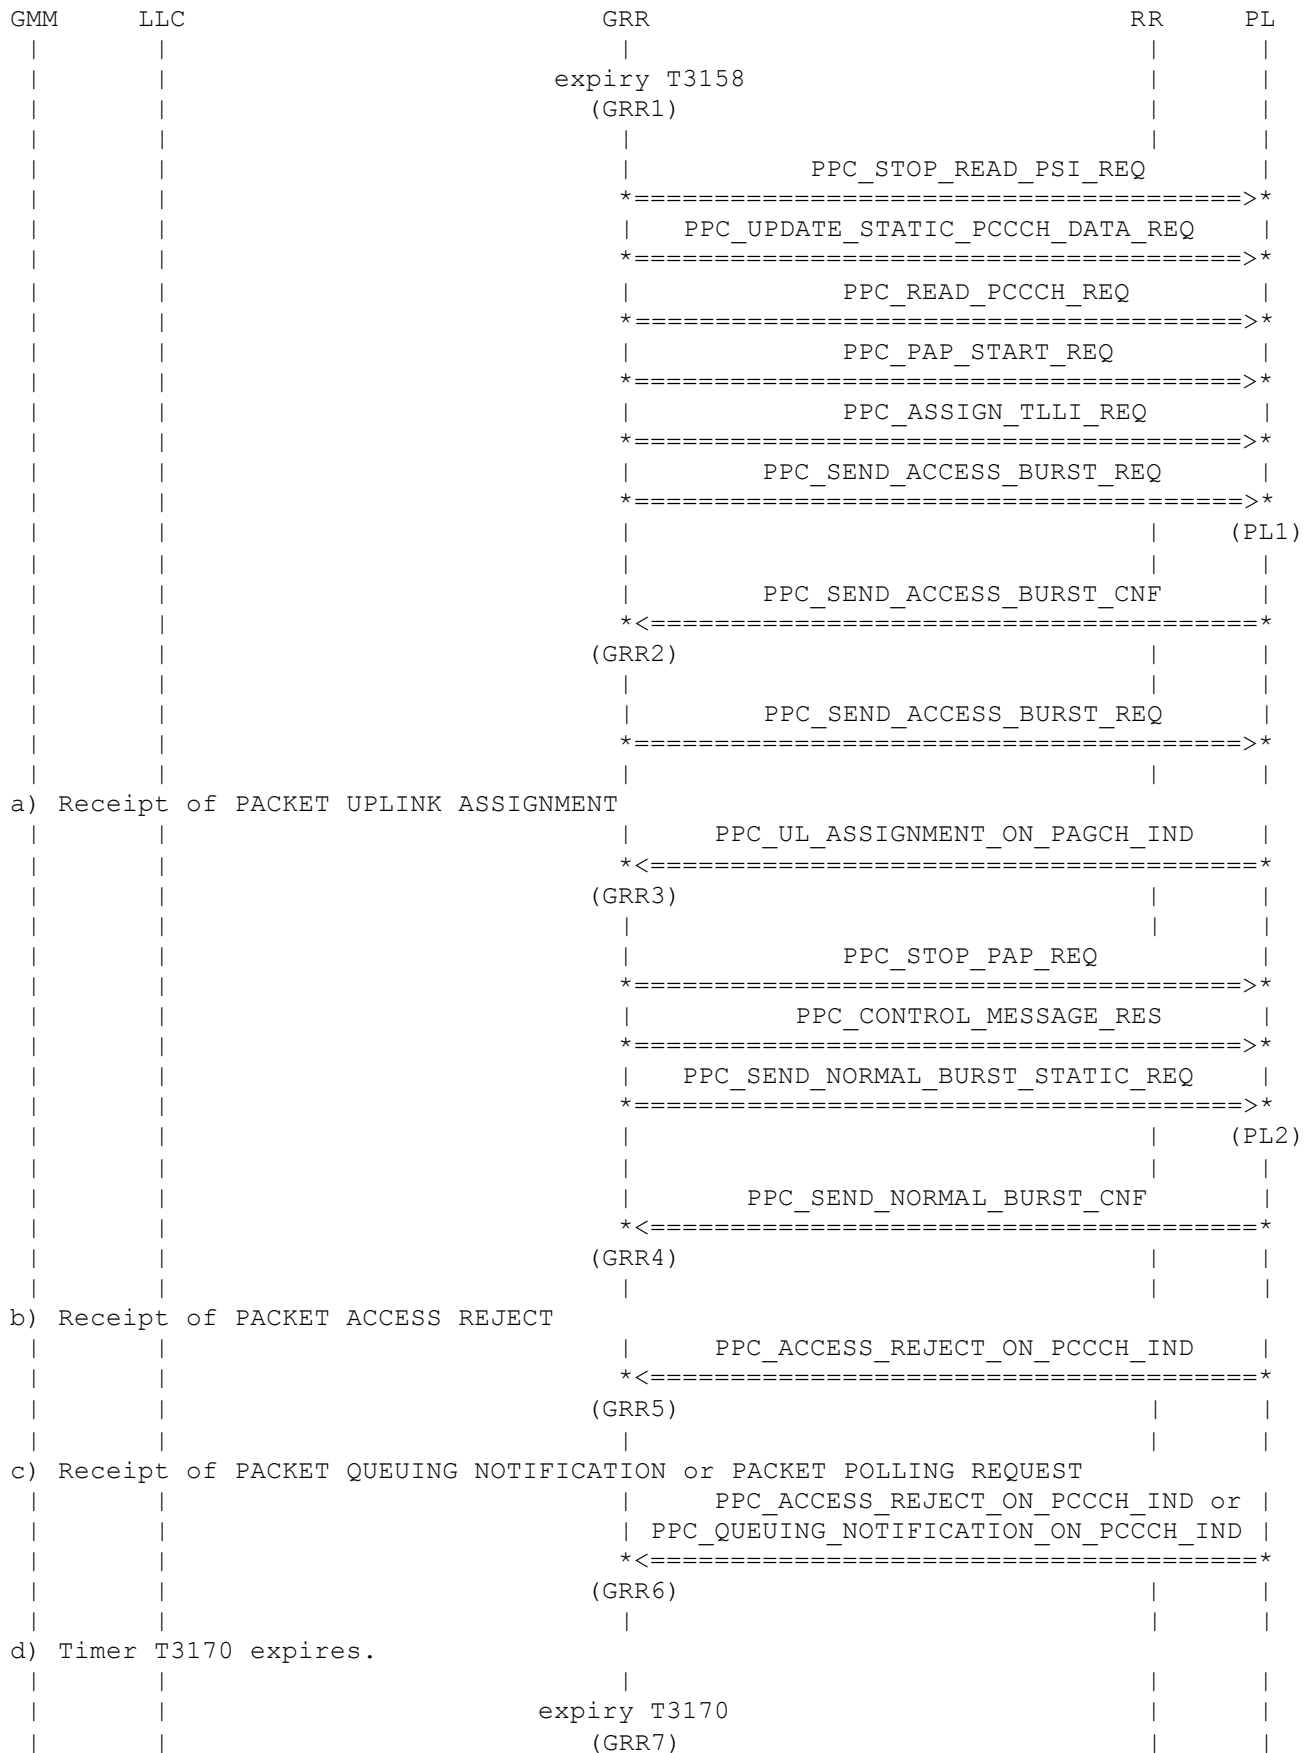 GMM LLC GRR RR PL
| | | | |
| | expiry T3158 | |
| | (GRR1) | |
| | | | |
| | | PPC_STOP_READ_PSI_REQ |
| | *======================================>*
| | | PPC_UPDATE_STATIC_PCCCH_DATA_REQ |
| | *======================================>*
| | | PPC_READ_PCCCH_REQ |
| | *======================================>*
| | | PPC_PAP_START_REQ |
| | *======================================>*
| | | PPC_ASSIGN_TLLI_REQ |
| | *======================================>*
| | | PPC_SEND_ACCESS_BURST_REQ |
| | *======================================>*
| | | | (PL1)
| | | | |
| | | PPC_SEND_ACCESS_BURST_CNF |
| | *<======================================*
| | (GRR2) | |
| | | | |
| | | PPC_SEND_ACCESS_BURST_REQ |
| | *======================================>*
| | | | |
a) Receipt of PACKET UPLINK ASSIGNMENT
| | | PPC_UL_ASSIGNMENT_ON_PAGCH_IND |
| | *<======================================*
| | (GRR3) | |
| | | | |
| | | PPC_STOP_PAP_REQ |
| | *======================================>*
| | | PPC_CONTROL_MESSAGE_RES |
| | *======================================>*
| | | PPC_SEND_NORMAL_BURST_STATIC_REQ |
| | *======================================>*
| | | | (PL2)
| | | | |
| | | PPC_SEND_NORMAL_BURST_CNF |
| | *<======================================*
| | (GRR4) | |
| | | | |
b) Receipt of PACKET ACCESS REJECT
| | | PPC_ACCESS_REJECT_ON_PCCCH_IND |
| | *<======================================*
| | (GRR5) | |
| | | | |
c) Receipt of PACKET QUEUING NOTIFICATION or PACKET POLLING REQUEST
| | | PPC_ACCESS_REJECT_ON_PCCCH_IND or |
| | | PPC_QUEUING_NOTIFICATION_ON_PCCCH_IND |
| | *<======================================*
| | (GRR6) | |
| | | | |
d) Timer T3170 expires.
| | | | |
| | expiry T3170 | |
| | (GRR7) | |